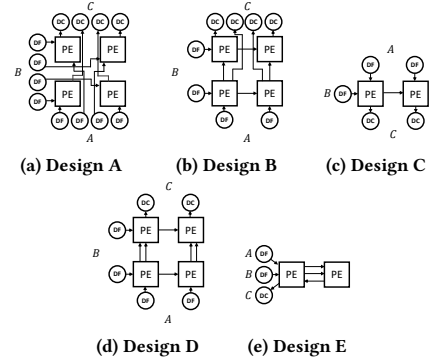 C
DC DC DC DC
DF PE PE
DF
B
DF
DF PE PE
DF DF DF DF
A
(a) Design A
C
DC DC DC DC
DF PE PE
B
DF PE PE
DF DF
A
(b) Design B
A
DF DF
B DF PE PE
DC DC
C
(c) Design C
C
DC DC
DF PE PE
B
DF PE PE
DF DF
A
(d) Design D
A DF
B DF PE PE
C DC
(e) Design E